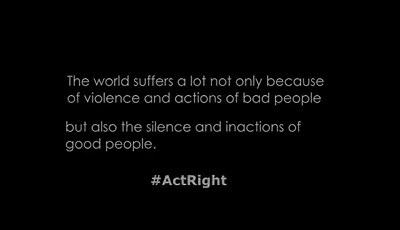 The world suffers a lot not only because
of violence and actions of bad people
but also the silence and inactions of
good people.
#ActRight